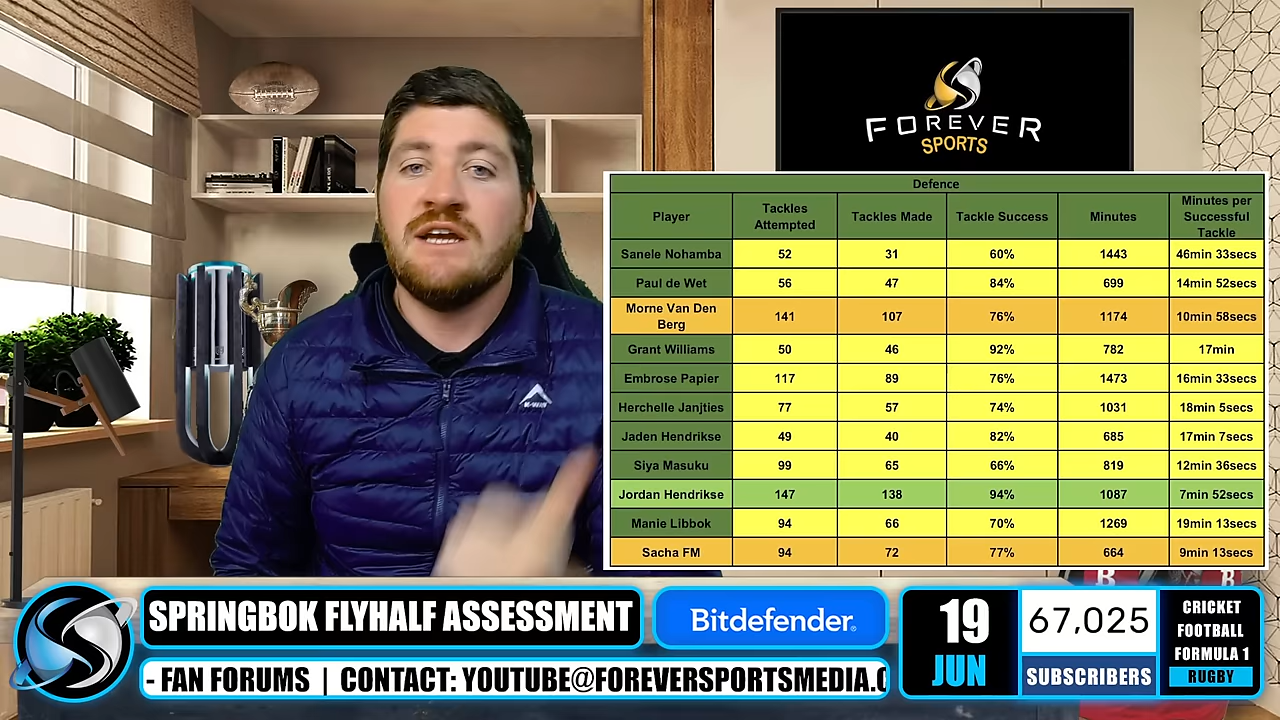 FOREVER
SPORTS
Defence
Player Tackles Attempted Tackles Made Tackle Success Minutes Minutes per Successful Tackle
Sanele Nohamba 52 31 60% 1443 46min 33secs
Paul de Wet 56 47 84% 699 14min 52secs
Morne Van Den Berg 141 107 76% 1174 10min 58secs
Grant Williams 50 46 92% 782 17min
Embrose Papier 117 89 76% 1473 16min 33secs
Herchelle Janjties 77 57 74% 1031 18min 5secs
Jaden Hendrikse 49 40 82% 685 17min 7secs
Siya Masuku 99 65 66% 819 12min 36secs
Jordan Hendrikse 147 138 94% 1087 7min 52secs
Manie Libbok 94 66 70% 1269 19min 13secs
Sacha FM 94 72 77% 664 9min 13secs
K-WAY
SPRINGBOK FLYHALF ASSESSMENT
Bitdefender®
19
JUN
67,025
SUBSCRIBERS
CRICKET
FOOTBALL
FORMULA 1
RUGBY
- FAN FORUMS | CONTACT: YOUTUBE@FOREVERSPORTSMEDIA.C